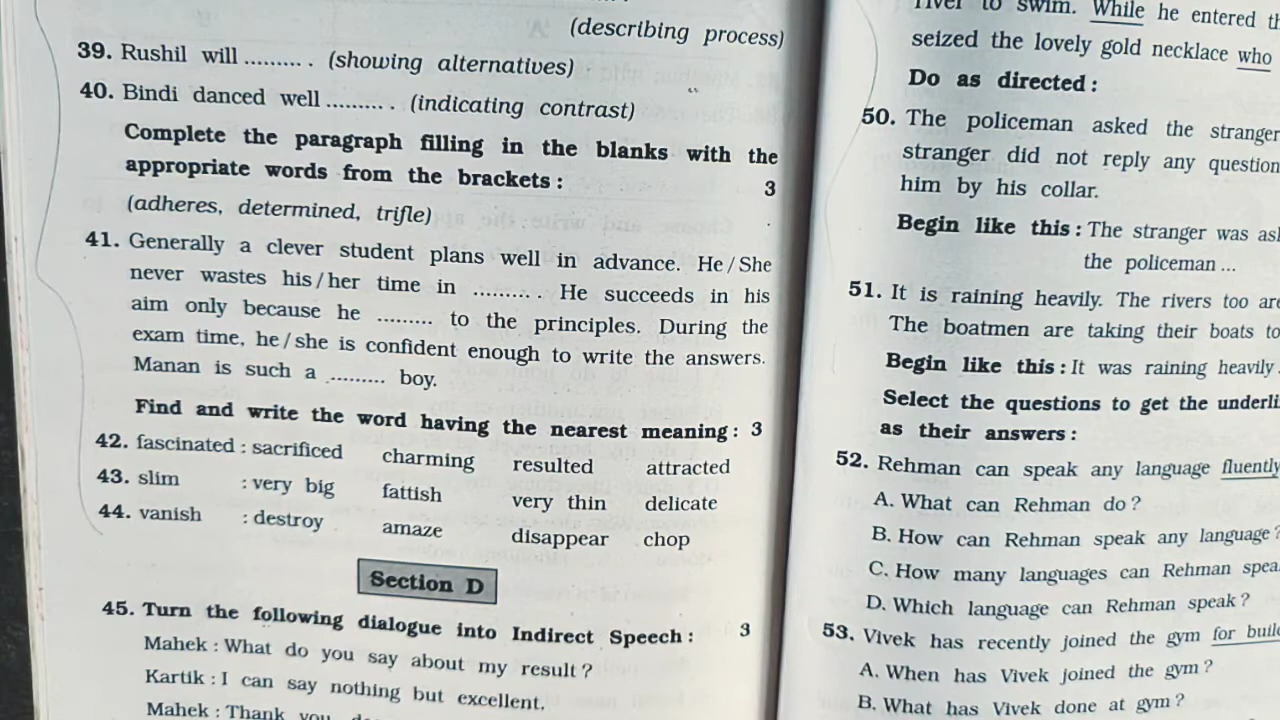 (describing process)
39. Rushil will .......... (showing alternatives)
40. Bindi danced well .......... (indicating contrast)
Complete the paragraph filling in the blanks with the
appropriate words from the brackets : 3
(adheres, determined, trifle)
41. Generally a clever student plans well in advance. He / She
never wastes his / her time in .......... He succeeds in his
aim only because he ......... to the principles. During the
exam time, he / she is confident enough to write the answers.
Manan is such a ......... boy.
Find and write the word having the nearest meaning : 3
42. fascinated : sacrificed charming resulted attracted
43. slim : very big fattish very thin delicate
44. vanish : destroy amaze disappear chop
Section D
45. Turn the following dialogue into Indirect Speech : 3
Mahek : What do you say about my result ?
Kartik : I can say nothing but excellent.
Mahek : Thank you
river to swim. While he entered
seized the lovely gold necklace who
Do as directed :
50. The policeman asked the stranger
stranger did not reply any question
him by his collar.
Begin like this : The stranger was
the policeman ...
51. It is raining heavily. The rivers too
The boatmen are taking their boats to
Begin like this : It was raining heavily
Select the questions to get the
as their answers :
52. Rehman can speak any language fluently
A. What can Rehman do ?
B. How can Rehman speak any language ?
C. How many languages can Rehman
D. Which language can Rehman speak ?
53. Vivek has recently joined the gym for
A. When has Vivek joined the gym ?
B. What has Vivek done at gym ?